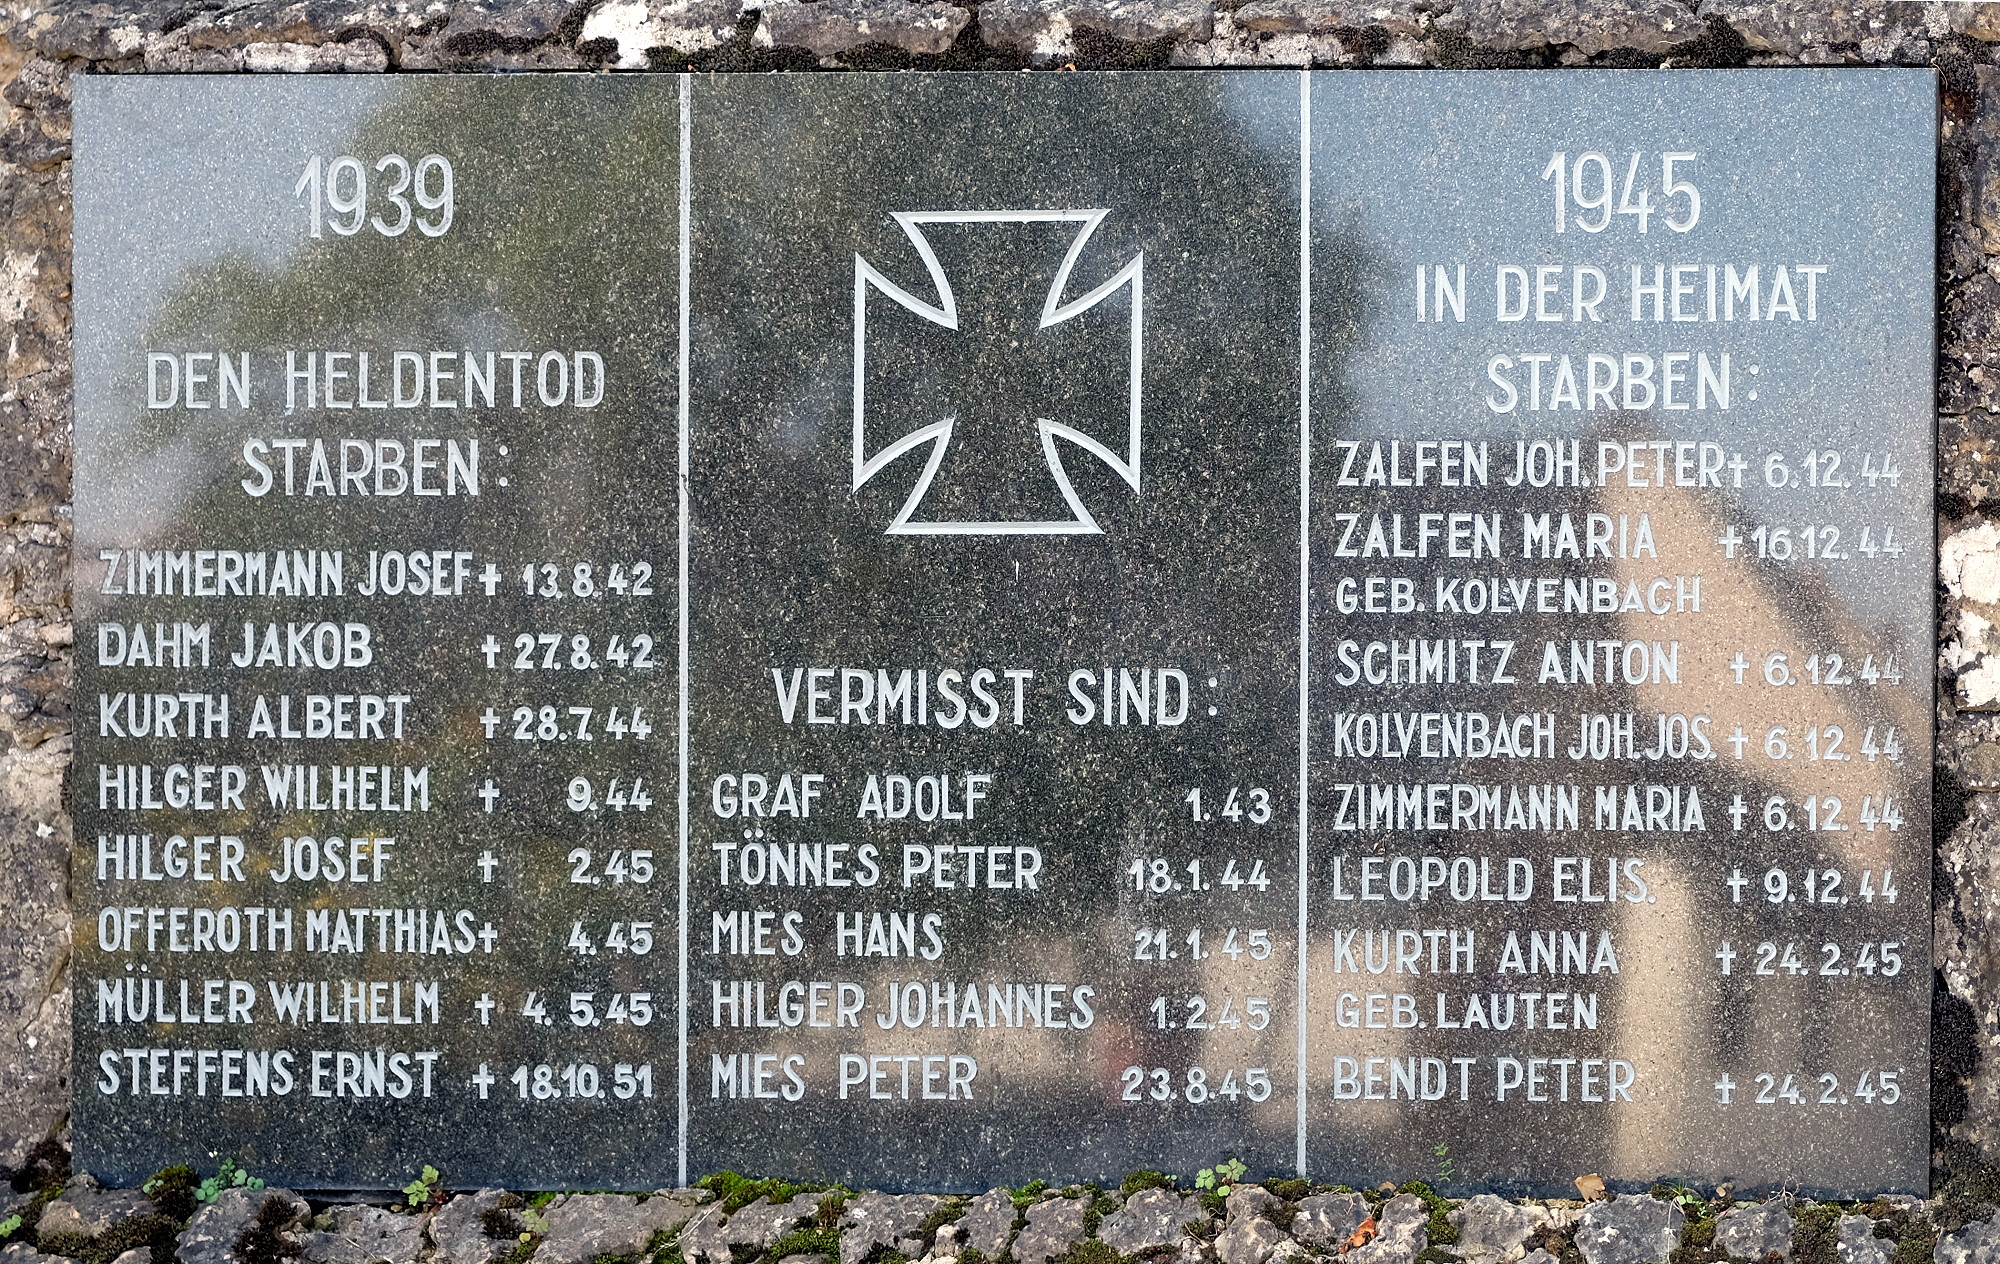 1939
DEN HELDENTOD
STARBEN:
ZIMMERMANN JOSEF † 13.8.42
DAHM JAKOB † 27.8.42
KURTH ALBERT † 28.7.44
HILGER WILHELM † 9.44
HILGER JOSEF † 2.45
OFFEROTH MATTHIAS † 4.45
MÜLLER WILHELM † 4.5.45
STEFFENS ERNST † 18.10.51
VERMISST SIND:
GRAF ADOLF 1.43
TÖNNES PETER 18.1.44
MIES HANS 21.1.45
HILGER JOHANNES 1.2.45
MIES PETER 23.8.45
1945
IN DER HEIMAT
STARBEN:
ZALFEN JOH. PETER † 6.12.44
ZALFEN MARIA † 16.12.44
GEB. KOLVENBACH
SCHMITZ ANTON † 6.12.44
KOLVENBACH JOH. JOS. † 6.12.44
ZIMMERMANN MARIA † 6.12.44
LEOPOLD ELIS. † 9.12.44
KURTH ANNA † 24.2.45
GEB. LAUTEN
BENDT PETER † 24.2.45